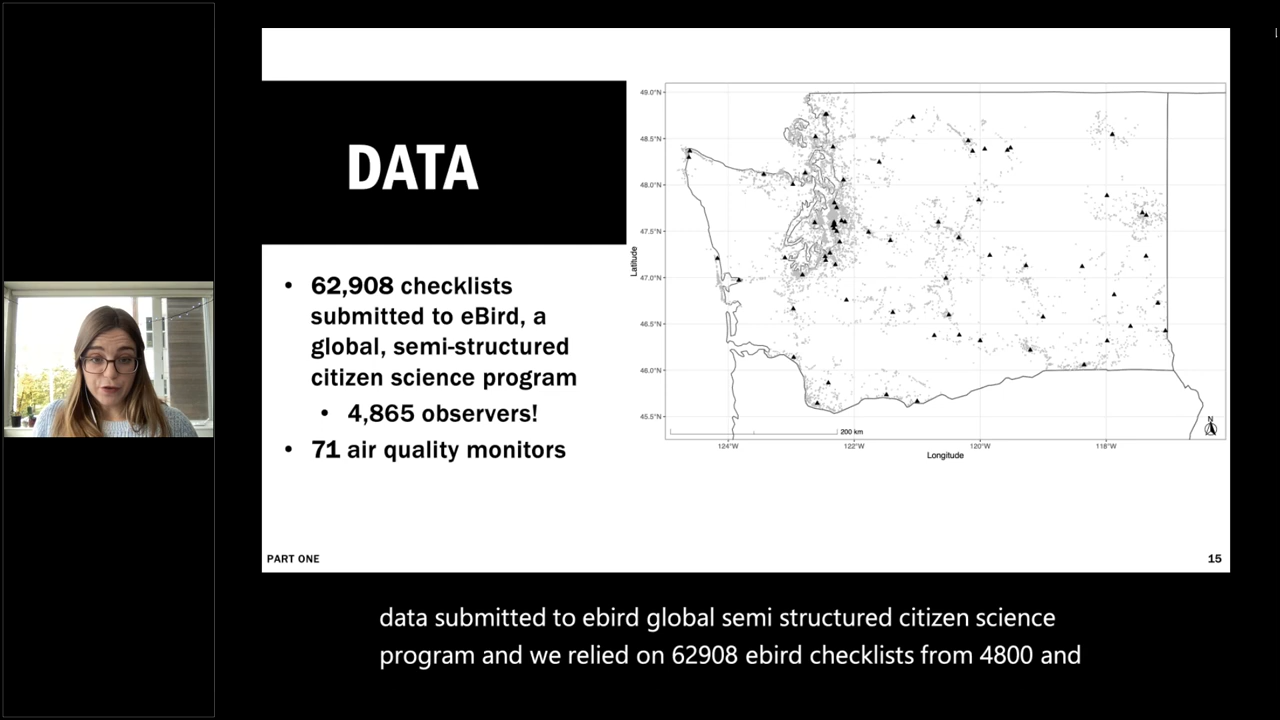 DATA
• 62,908 checklists
submitted to eBird, a
global, semi-structured
citizen science program
• 4,865 observers!
• 71 air quality monitors
49.0°N
48.5°N
48.0°N
47.5°N
47.0°N
46.5°N
46.0°N
45.5°N
Latitude
200 km
N
124°W
122°W
120°W
118°W
Longitude
PART ONE
15
data submitted to ebird global semi structured citizen science
program and we relied on 62908 ebird checklists from 4800 and